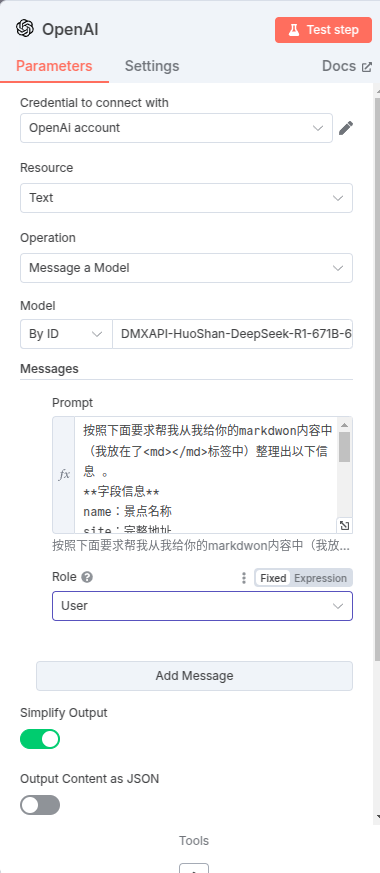 OpenAI
Test step
Parameters
Settings
Docs
Credential to connect with
OpenAi account
Resource
Text
Operation
Message a Model
Model
By ID
DMXAPI-HuoShan-DeepSeek-R1-671B-6
Messages
Prompt
fx
按照下面要求帮我从我给你的markdwon内容中
（我放在了<md></md>标签中）整理出以下信
息 。
**字段信息**
name：景点名称
site：完整地址
按照下面要求帮我从我给你的markdwon内容中（我放...
Role
Fixed
Expression
User
Add Message
Simplify Output
Output Content as JSON
Tools